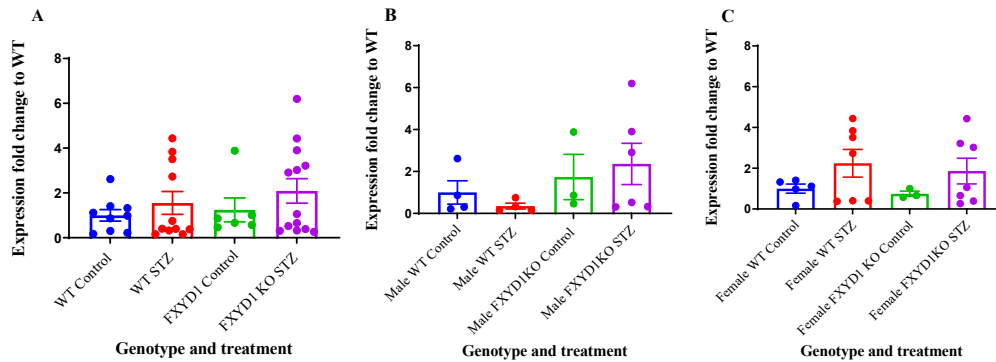 A
Expression fold change to WT
8
6
4
2
0
WT Control
WT STZ
FXYD1 Control
FXYD1 KO STZ
Genotype and treatment
B
Expression fold change to WT
8
6
4
2
0
Male WT Control
Male WT STZ
Male FXYD1KO Control
Male FXYD1KO STZ
Genotype and treatment
C
Expression fold change to WT
8
6
4
2
0
Female WT Control
Female WT STZ
Female FXYD1 KO Control
Female FXYD1KO STZ
Genotype and treatment